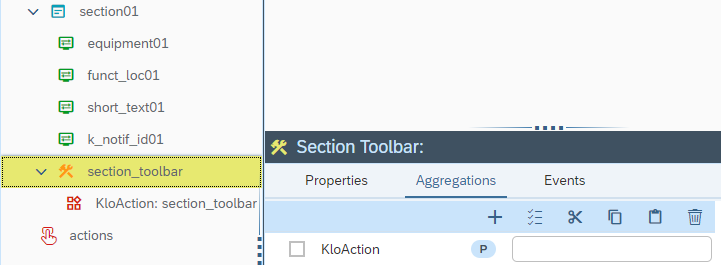 section01
equipment01
funct_loc01
short_text01
k_notif_id01
section_toolbar
KloAction: section_toolbar
actions
Section Toolbar:
Properties Aggregations Events
KloAction P